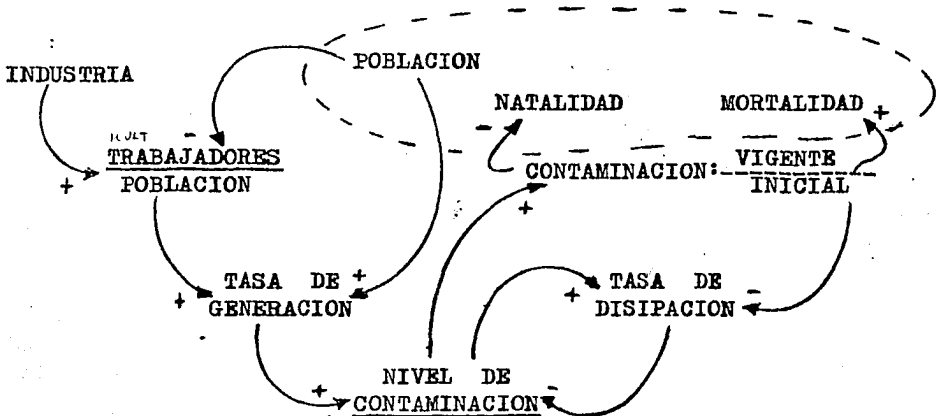 POBLACION
INDUSTRIA
NATALIDAD MORTALIDAD +
-
-
TRABAJADORES
POBLACION
+
CONTAMINACION: VIGENTE
INICIAL
+
TASA DE +
+ GENERACION
TASA DE -
+ DISIPACION
NIVEL DE
+ CONTAMINACION -